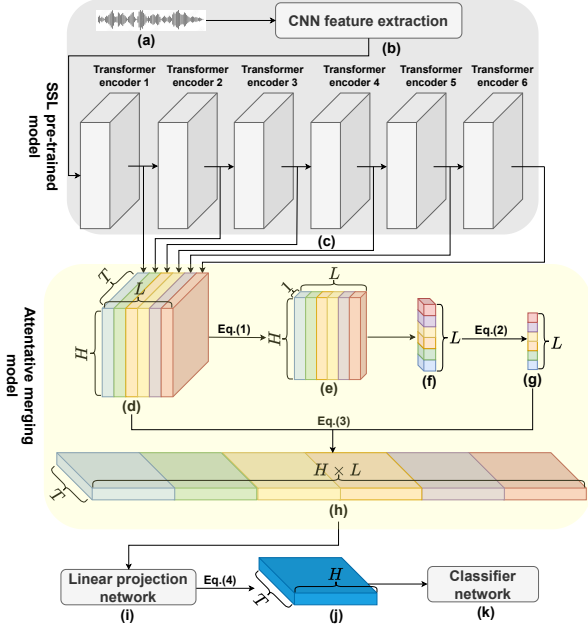 CNN feature extraction
(a)
(b)
Transformer Transformer Transformer Transformer Transformer Transformer
encoder 1 encoder 2 encoder 3 encoder 4 encoder 5 encoder 6
SSL pre-trained
model
(c)
T
L
H
(d)
Eq.(1)
1
L
H
(e)
L
(f)
Eq.(2)
L
(g)
Attentative merging
model
Eq.(3)
H × L
T
(h)
Linear projection
network
(i)
Eq.(4)
H
T
(j)
Classifier
network
(k)